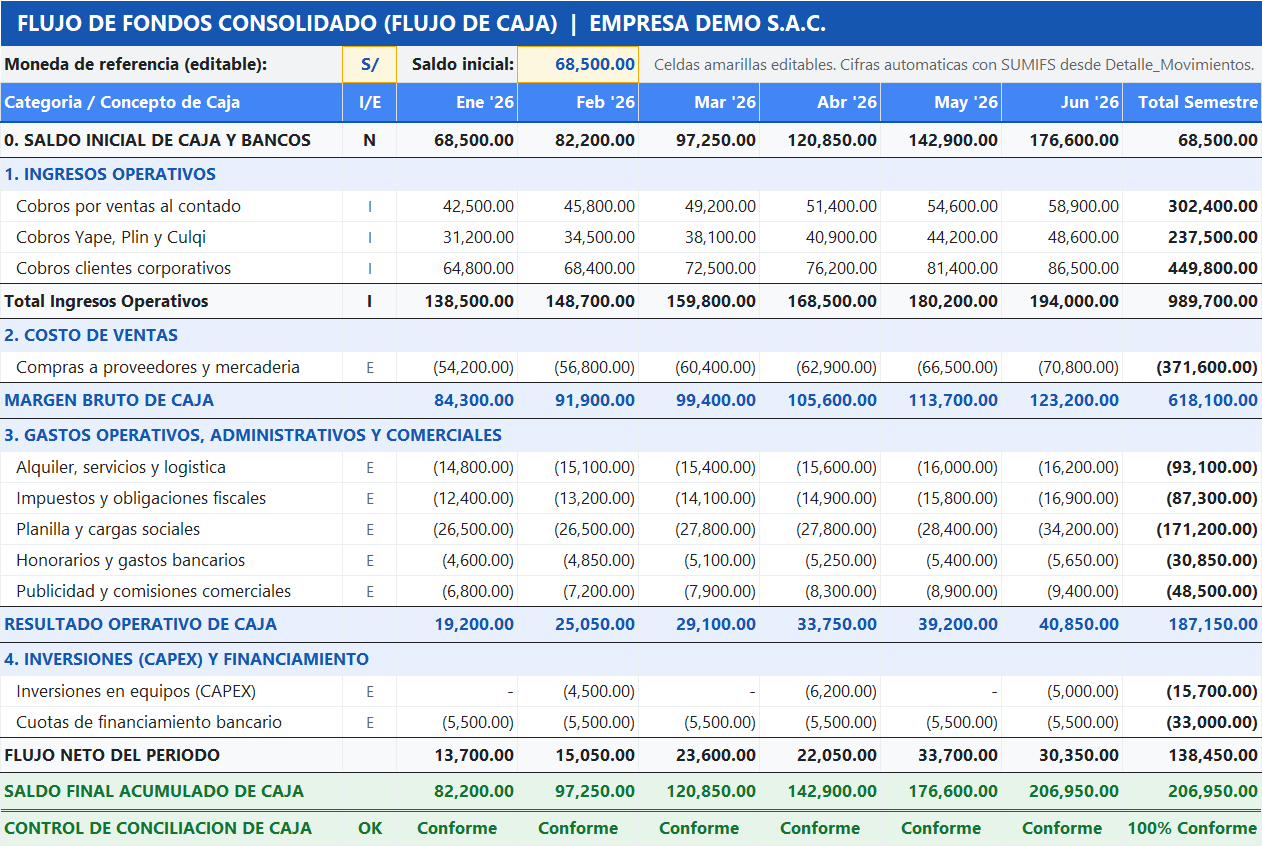 FLUJO DE FONDOS CONSOLIDADO (FLUJO DE CAJA) | EMPRESA DEMO S.A.C.
Moneda de referencia (editable): S/ Saldo inicial: 68,500.00 Celdas amarillas editables. Cifras automaticas con SUMIFS desde Detalle_Movimientos.
Categoria / Concepto de Caja I/E Ene '26 Feb '26 Mar '26 Abr '26 May '26 Jun '26 Total Semestre
0. SALDO INICIAL DE CAJA Y BANCOS N 68,500.00 82,200.00 97,250.00 120,850.00 142,900.00 176,600.00 68,500.00
1. INGRESOS OPERATIVOS
Cobros por ventas al contado I 42,500.00 45,800.00 49,200.00 51,400.00 54,600.00 58,900.00 302,400.00
Cobros Yape, Plin y Culqi I 31,200.00 34,500.00 38,100.00 40,900.00 44,200.00 48,600.00 237,500.00
Cobros clientes corporativos I 64,800.00 68,400.00 72,500.00 76,200.00 81,400.00 86,500.00 449,800.00
Total Ingresos Operativos I 138,500.00 148,700.00 159,800.00 168,500.00 180,200.00 194,000.00 989,700.00
2. COSTO DE VENTAS
Compras a proveedores y mercaderia E (54,200.00) (56,800.00) (60,400.00) (62,900.00) (66,500.00) (70,800.00) (371,600.00)
MARGEN BRUTO DE CAJA 84,300.00 91,900.00 99,400.00 105,600.00 113,700.00 123,200.00 618,100.00
3. GASTOS OPERATIVOS, ADMINISTRATIVOS Y COMERCIALES
Alquiler, servicios y logistica E (14,800.00) (15,100.00) (15,400.00) (15,600.00) (16,000.00) (16,200.00) (93,100.00)
Impuestos y obligaciones fiscales E (12,400.00) (13,200.00) (14,100.00) (14,900.00) (15,800.00) (16,900.00) (87,300.00)
Planilla y cargas sociales E (26,500.00) (26,500.00) (27,800.00) (27,800.00) (28,400.00) (34,200.00) (171,200.00)
Honorarios y gastos bancarios E (4,600.00) (4,850.00) (5,100.00) (5,250.00) (5,400.00) (5,650.00) (30,850.00)
Publicidad y comisiones comerciales E (6,800.00) (7,200.00) (7,900.00) (8,300.00) (8,900.00) (9,400.00) (48,500.00)
RESULTADO OPERATIVO DE CAJA 19,200.00 25,050.00 29,100.00 33,750.00 39,200.00 40,850.00 187,150.00
4. INVERSIONES (CAPEX) Y FINANCIAMIENTO
Inversiones en equipos (CAPEX) E - (4,500.00) - (6,200.00) - (5,000.00) (15,700.00)
Cuotas de financiamiento bancario E (5,500.00) (5,500.00) (5,500.00) (5,500.00) (5,500.00) (5,500.00) (33,000.00)
FLUJO NETO DEL PERIODO 13,700.00 15,050.00 23,600.00 22,050.00 33,700.00 30,350.00 138,450.00
SALDO FINAL ACUMULADO DE CAJA 82,200.00 97,250.00 120,850.00 142,900.00 176,600.00 206,950.00 206,950.00
CONTROL DE CONCILIACION DE CAJA OK Conforme Conforme Conforme Conforme Conforme Conforme 100% Conforme